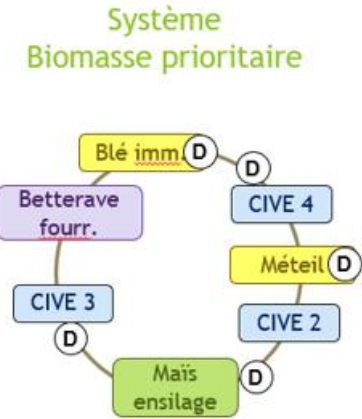 Système
Biomasse prioritaire
Blé imm. D
D
Betterave
fourr.
CIVE 4
Méteil D
CIVE 3
CIVE 2
D
Maïs
ensilage
D